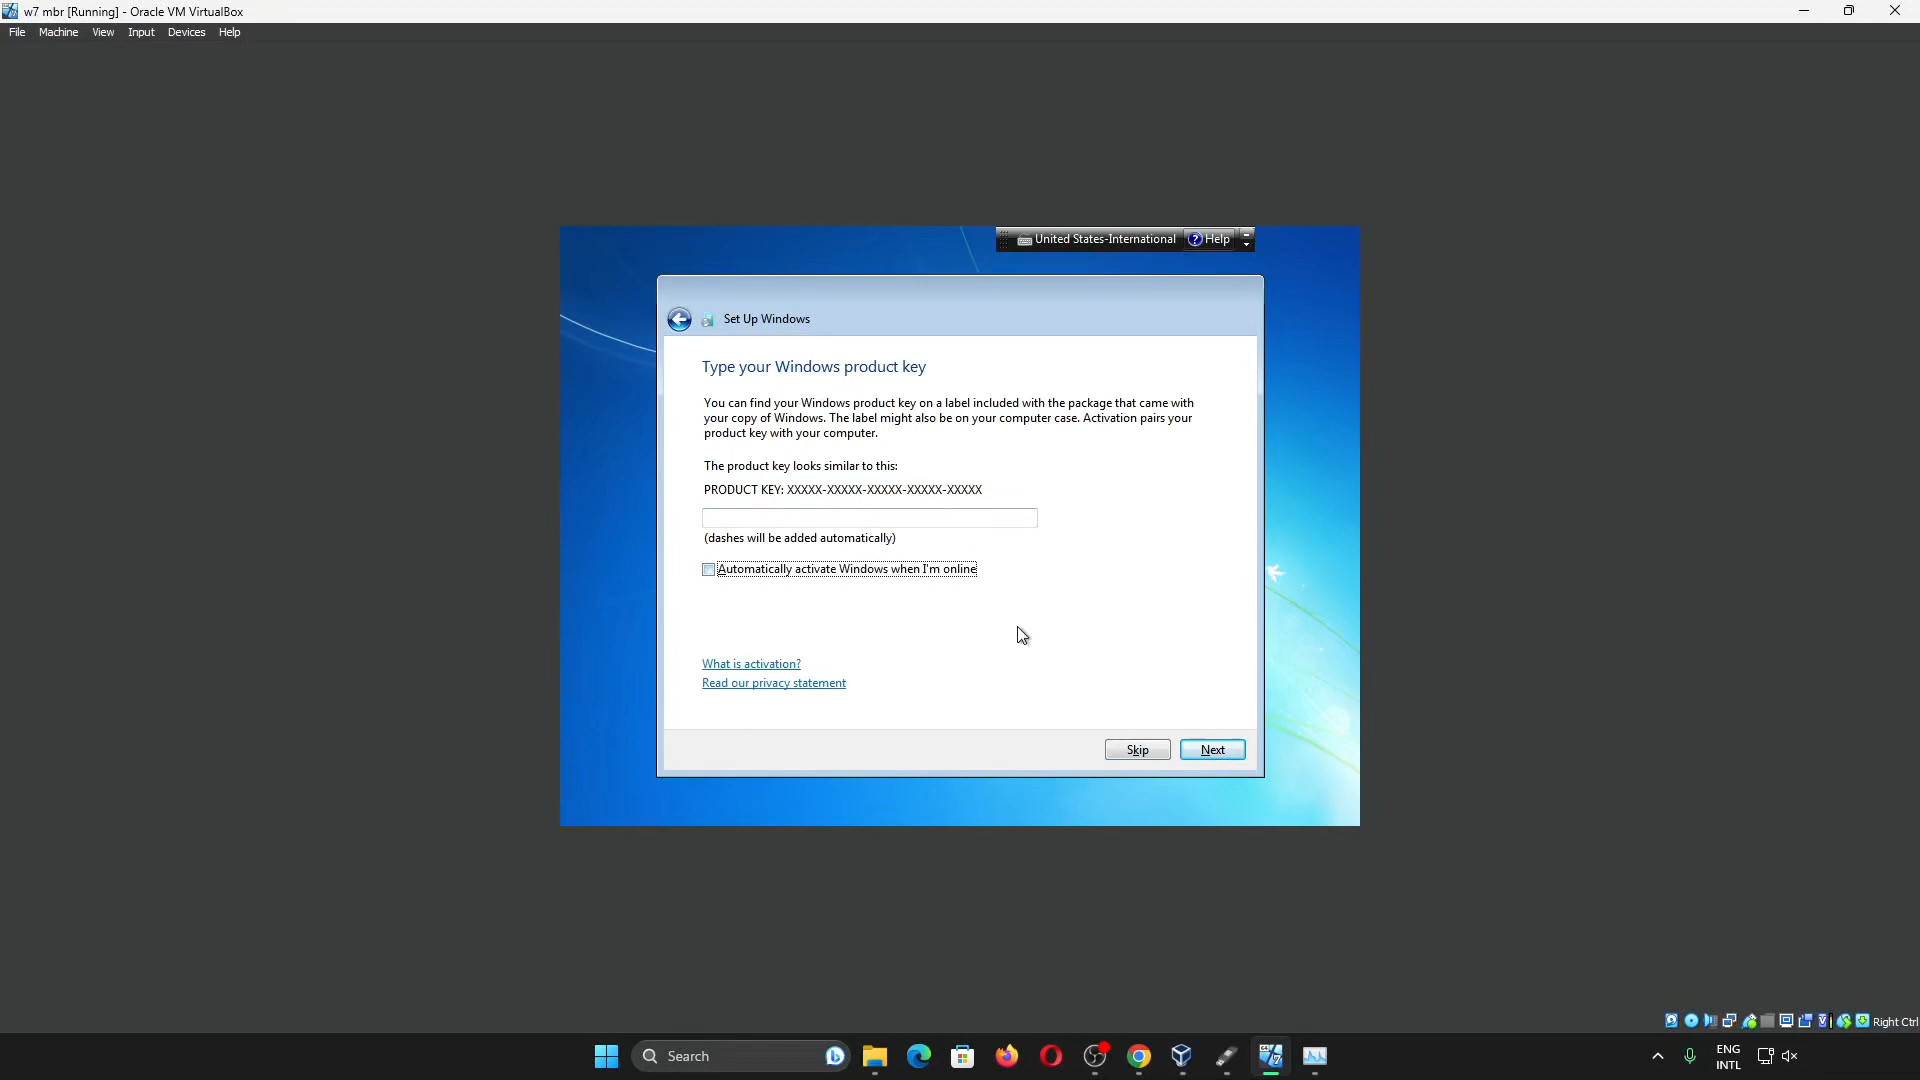 w7 mbr [Running] - Oracle VM VirtualBox
File Machine View Input Devices Help
United States-International Help
Set Up Windows
Type your Windows product key
You can find your Windows product key on a label included with the package that came with
your copy of Windows. The label might also be on your computer case. Activation pairs your
product key with your computer.
The product key looks similar to this:
PRODUCT KEY: XXXXX-XXXXX-XXXXX-XXXXX-XXXXX
(dashes will be added automatically)
Automatically activate Windows when I'm online
What is activation?
Read our privacy statement
Skip Next
Right Ctrl
Search
ENG
INTL